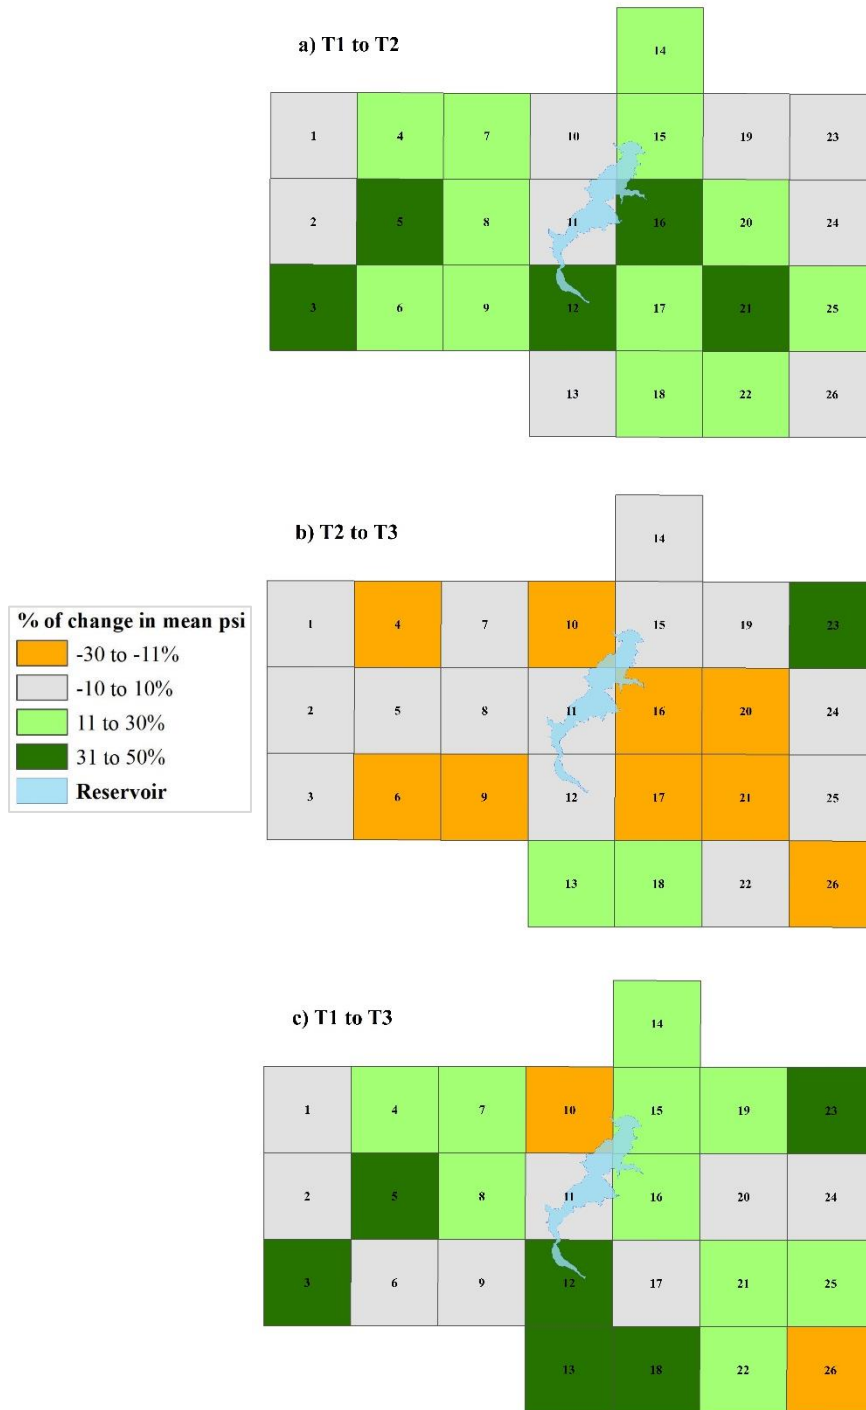 a) T1 to T2
14
1 4 7 10 15 19 23
2 5 8 11 16 20 24
3 6 9 12 17 21 25
13 18 22 26
b) T2 to T3
14
1 4 7 10 15 19 23
2 5 8 11 16 20 24
3 6 9 12 17 21 25
13 18 22 26
% of change in mean psi
-30 to -11%
-10 to 10%
11 to 30%
31 to 50%
Reservoir
c) T1 to T3
14
1 4 7 10 15 19 23
2 5 8 11 16 20 24
3 6 9 12 17 21 25
13 18 22 26